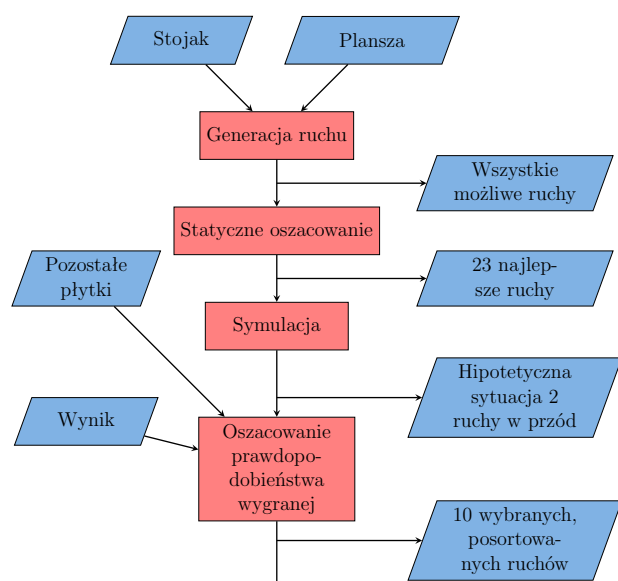 Stojak
Plansza
Generacja ruchu
Wszystkie
możliwe ruchy
Statyczne oszacowanie
Pozostałe
płytki
23 najlep-
sze ruchy
Symulacja
Hipotetyczna
sytuacja 2
ruchy w przód
Wynik
Oszacowanie
prawdopo-
dobieństwa
wygranej
10 wybranych,
posortowa-
nych ruchów